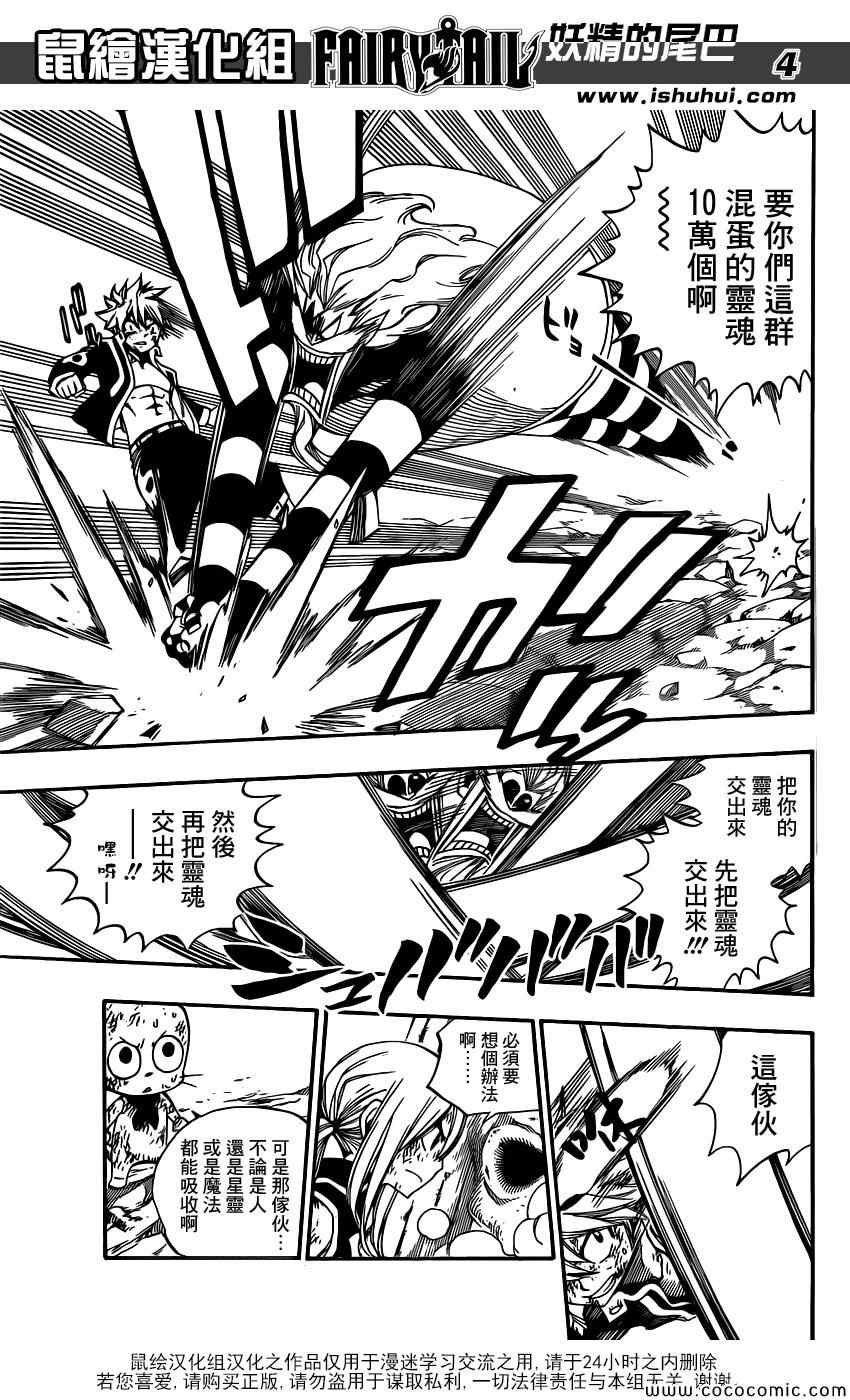 鼠繪漢化組
FAIRY TAIL
妖精的尾巴
4
www.ishuhui.com
要你們這群
混蛋的靈魂
10萬個啊
ビョ
ガリッ
把你的
靈魂
交出來
先把靈魂
交出來!!!
然後
再把靈魂
交出來
——!!
嘿呀—
這傢伙
必須要
想個辦法
啊……
可是那傢伙…
不論是人
還是星靈
或是魔法
都能吸收啊
鼠绘汉化组汉化之作品仅用于漫迷学习交流之用, 请于24小时之内删除
若您喜爱, 请购买正版, 请勿用于谋取私利, 一切法律责任与本组无关, 谢谢.
www.cococomic.com